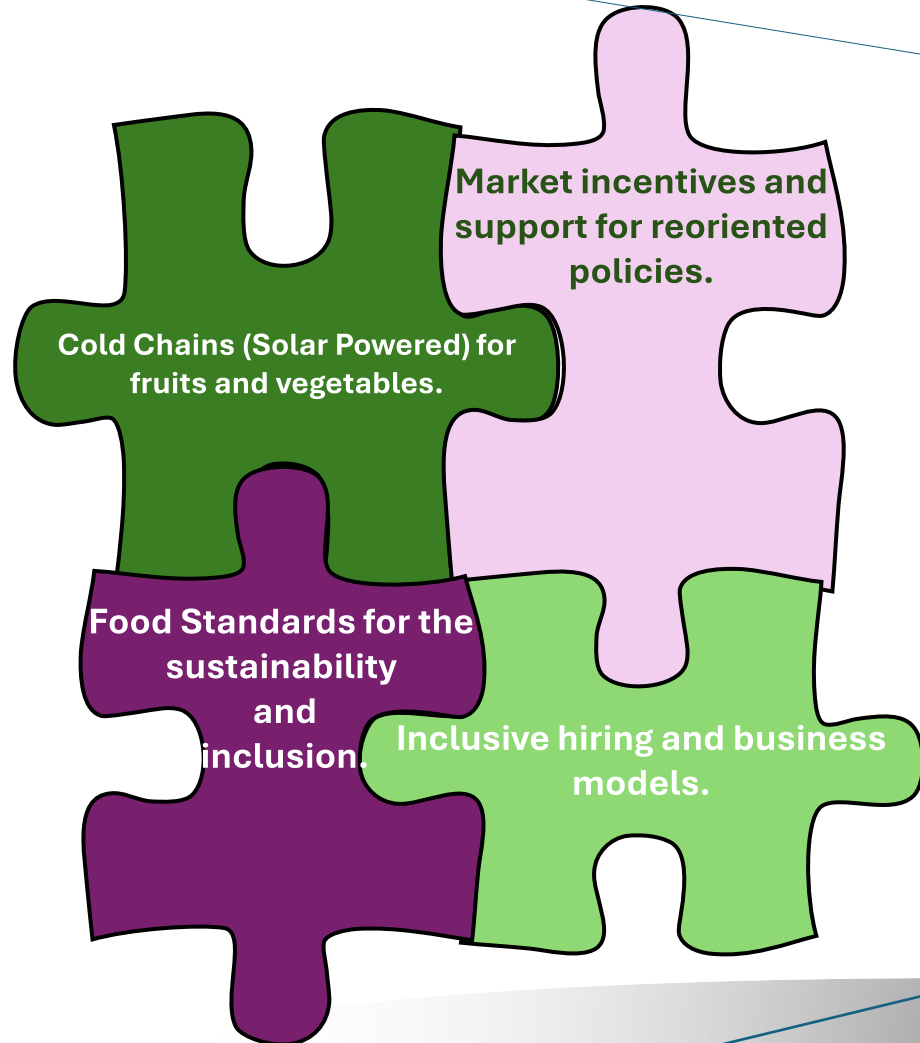 Market incentives and
support for reoriented
policies.
Cold Chains (Solar Powered) for
fruits and vegetables.
Food Standards for the
sustainability
and
inclusion.
Inclusive hiring and business
models.